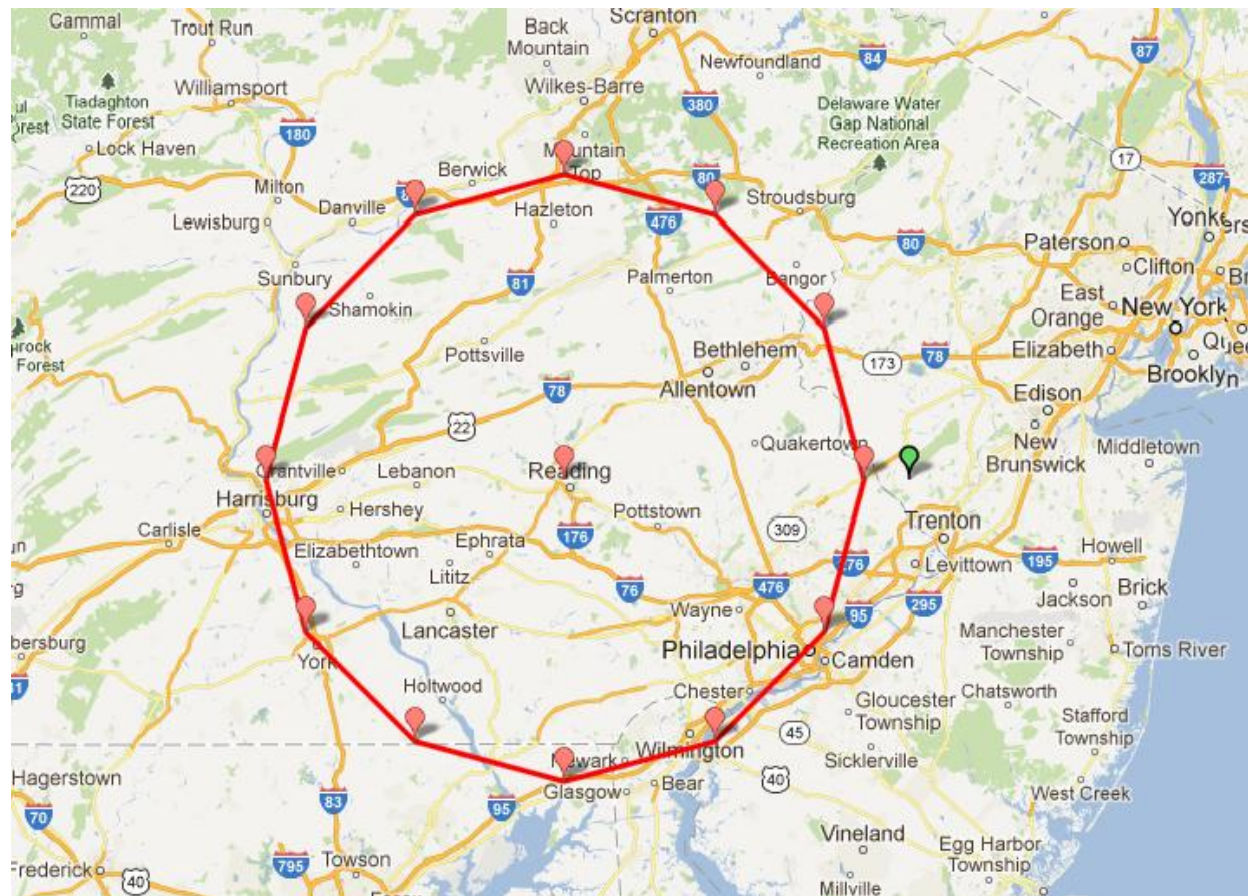 Cammal
Trout Run
Back
Mountain
Scranton
Newfoundland
84
87
Williamsport
Wilkes-Barre
380
Delaware Water
Gap National
Recreation Area
Tiadaghton
State Forest
180
Lock Haven
17
220
Milton
Berwick
Mountain
Top
80
287
Lewisburg
Danville
Hazleton
476
Stroudsburg
80
Paterson
Clifton
Sunbury
81
Palmerton
Bangor
East
Orange
New York
Shamokin
Forest
Pottsville
Bethlehem
173
78
Elizabeth
Brooklyn
Allentown
78
Edison
22
New
Brunswick
Middletown
Quakertown
Grantville
Lebanon
Reading
Harrisburg
Hershey
Pottstown
309
Trenton
Carlisle
Elizabethtown
Ephrata
176
276
Levittown
195
Howell
Lititz
76
476
Wayne
95
295
Jackson
Brick
Lancaster
Philadelphia
Camden
Manchester
Township
Toms River
York
Holtwood
Chester
Gloucester
Township
Chatsworth
Stafford
Township
Wilmington
45
Sicklerville
Newark
Glasgow
Bear
40
West Creek
Hagerstown
83
95
70
Vineland
Egg Harbor
Township
Frederick
40
795
Towson
Millville